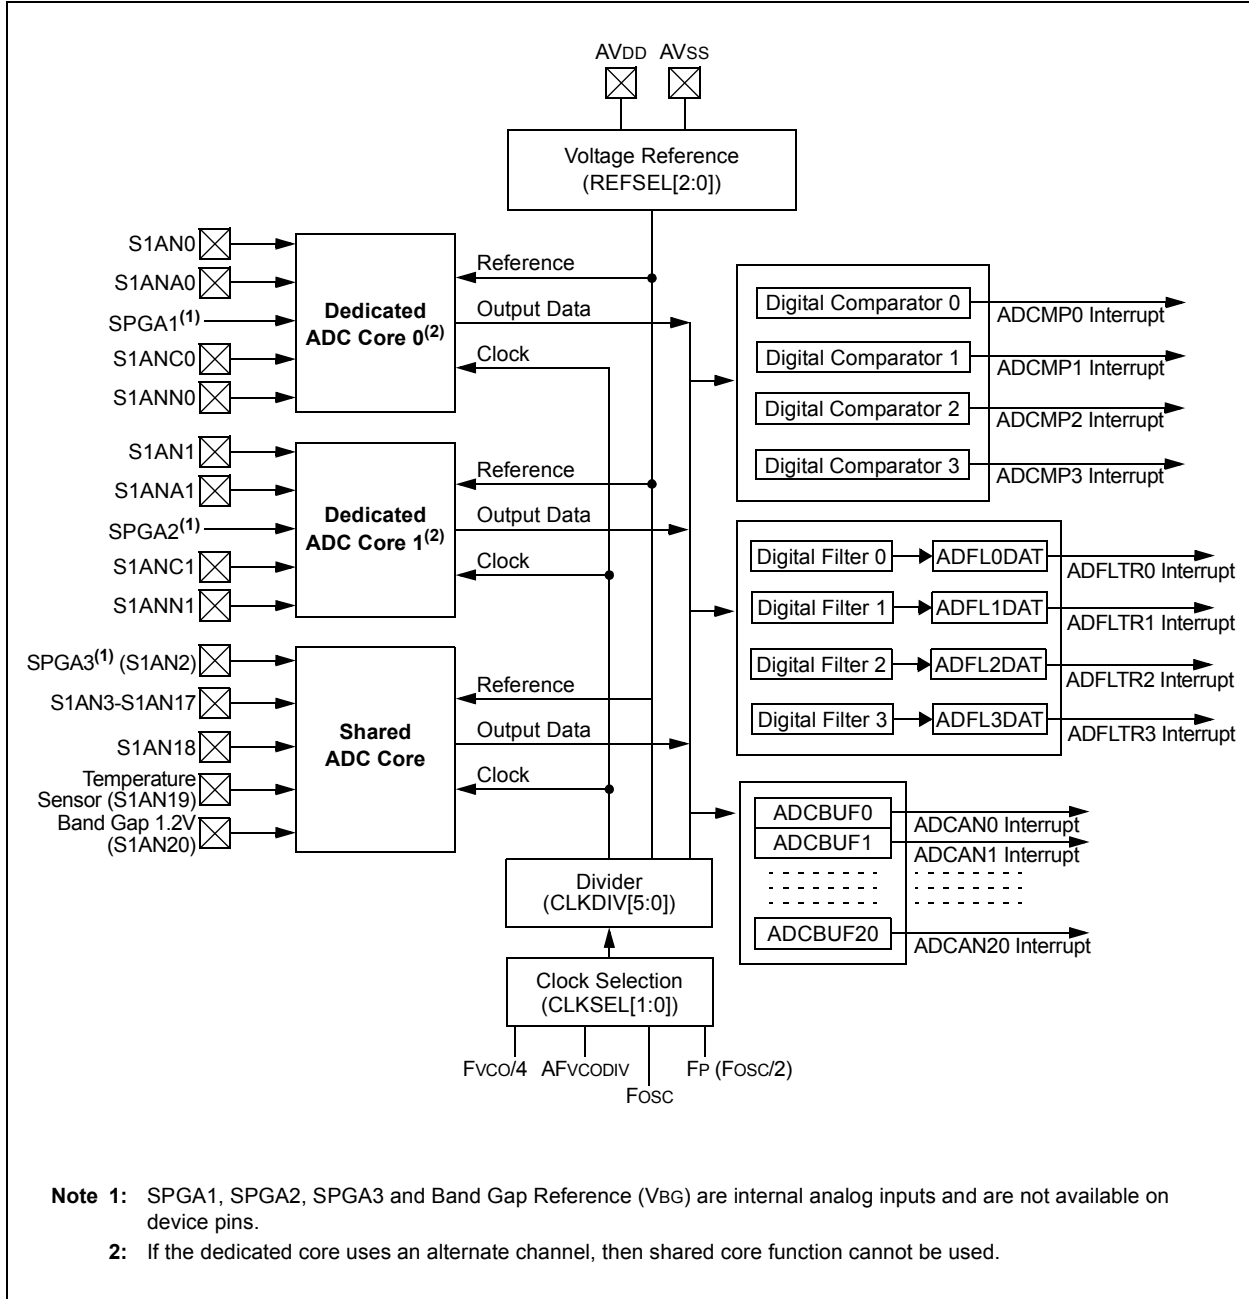 AVDD AVSS
Voltage Reference
(REFSEL[2:0])
S1AN0
S1ANA0
SPGA1(1)
S1ANC0
S1ANN0
Dedicated
ADC Core 0(2)
Reference
Output Data
Clock
S1AN1
S1ANA1
SPGA2(1)
S1ANC1
S1ANN1
Dedicated
ADC Core 1(2)
Reference
Output Data
Clock
SPGA3(1) (S1AN2)
S1AN3-S1AN17
S1AN18
Temperature
Sensor (S1AN19)
Band Gap 1.2V
(S1AN20)
Shared
ADC Core
Reference
Output Data
Clock
Digital Comparator 0
ADCMP0 Interrupt
Digital Comparator 1
ADCMP1 Interrupt
Digital Comparator 2
ADCMP2 Interrupt
Digital Comparator 3
ADCMP3 Interrupt
Digital Filter 0 ADFL0DAT
ADFLTR0 Interrupt
Digital Filter 1 ADFL1DAT
ADFLTR1 Interrupt
Digital Filter 2 ADFL2DAT
ADFLTR2 Interrupt
Digital Filter 3 ADFL3DAT
ADFLTR3 Interrupt
ADCBUF0
ADCAN0 Interrupt
ADCBUF1
ADCAN1 Interrupt
ADCBUF20
ADCAN20 Interrupt
Divider
(CLKDIV[5:0])
Clock Selection
(CLKSEL[1:0])
FVCO/4 AFVCODIV FP (FOSC/2)
FOSC
Note 1: SPGA1, SPGA2, SPGA3 and Band Gap Reference (VBG) are internal analog inputs and are not available on
device pins.
2: If the dedicated core uses an alternate channel, then shared core function cannot be used.